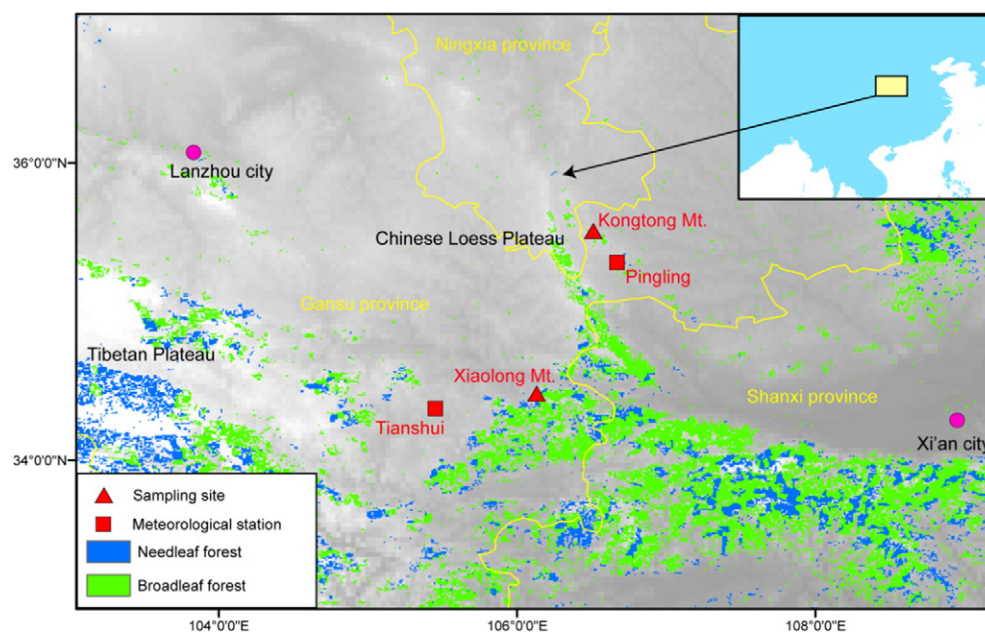 Ningxia province
36°0'0"N
Lanzhou city
Kongtong Mt.
Chinese Loess Plateau
Pingling
Gansu province
Tibetan Plateau
Xiaolong Mt.
Shanxi province
Tianshui
Xi'an city
34°0'0"N
Sampling site
Meteorological station
Needleaf forest
Broadleaf forest
104°0'0"E
106°0'0"E
108°0'0"E